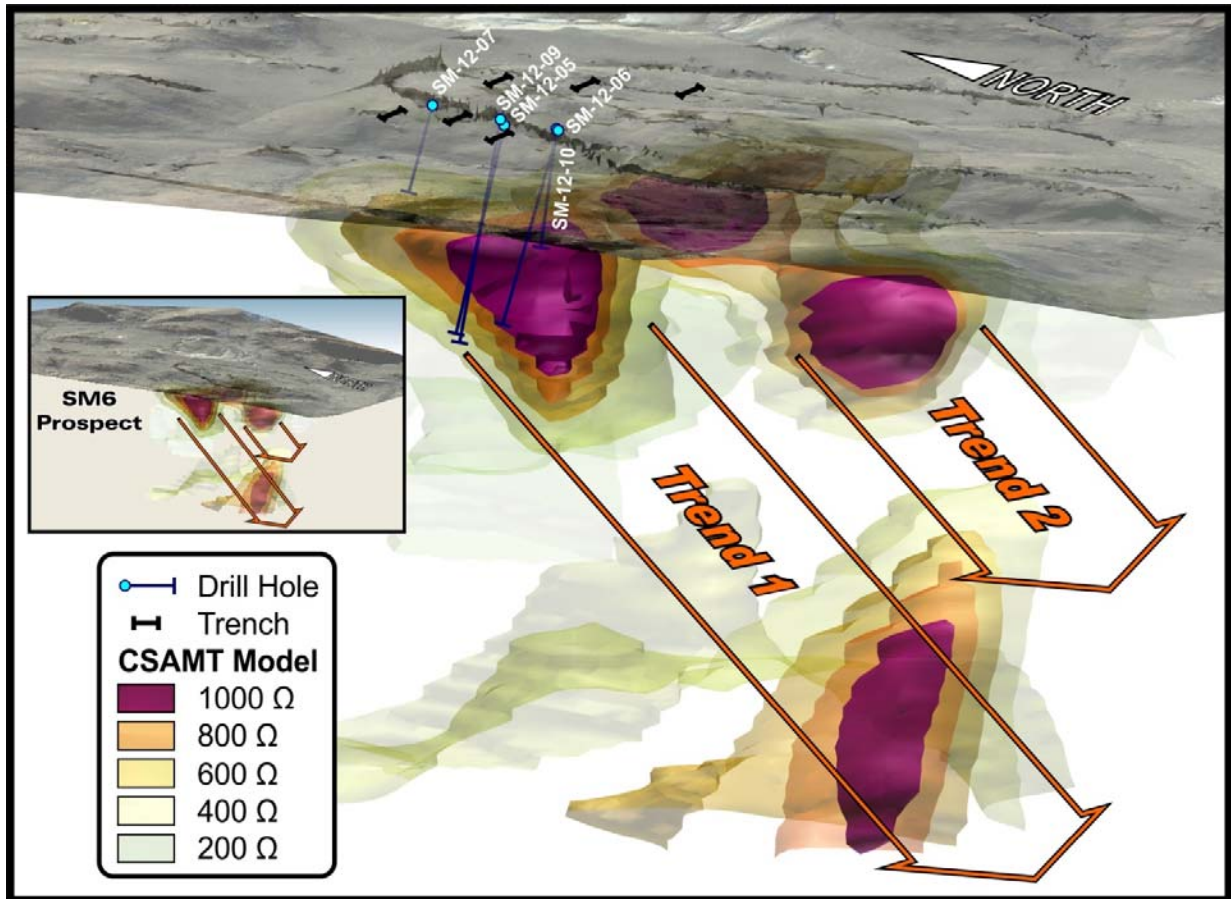 SM-12-07
SM-12-09
SM-12-05
SM-12-06
SM-12-10
NORTH
SM6
Prospect
NORTH
Trend 1
Trend 2
Drill Hole
Trench
CSAMT Model
1000 Ω
800 Ω
600 Ω
400 Ω
200 Ω